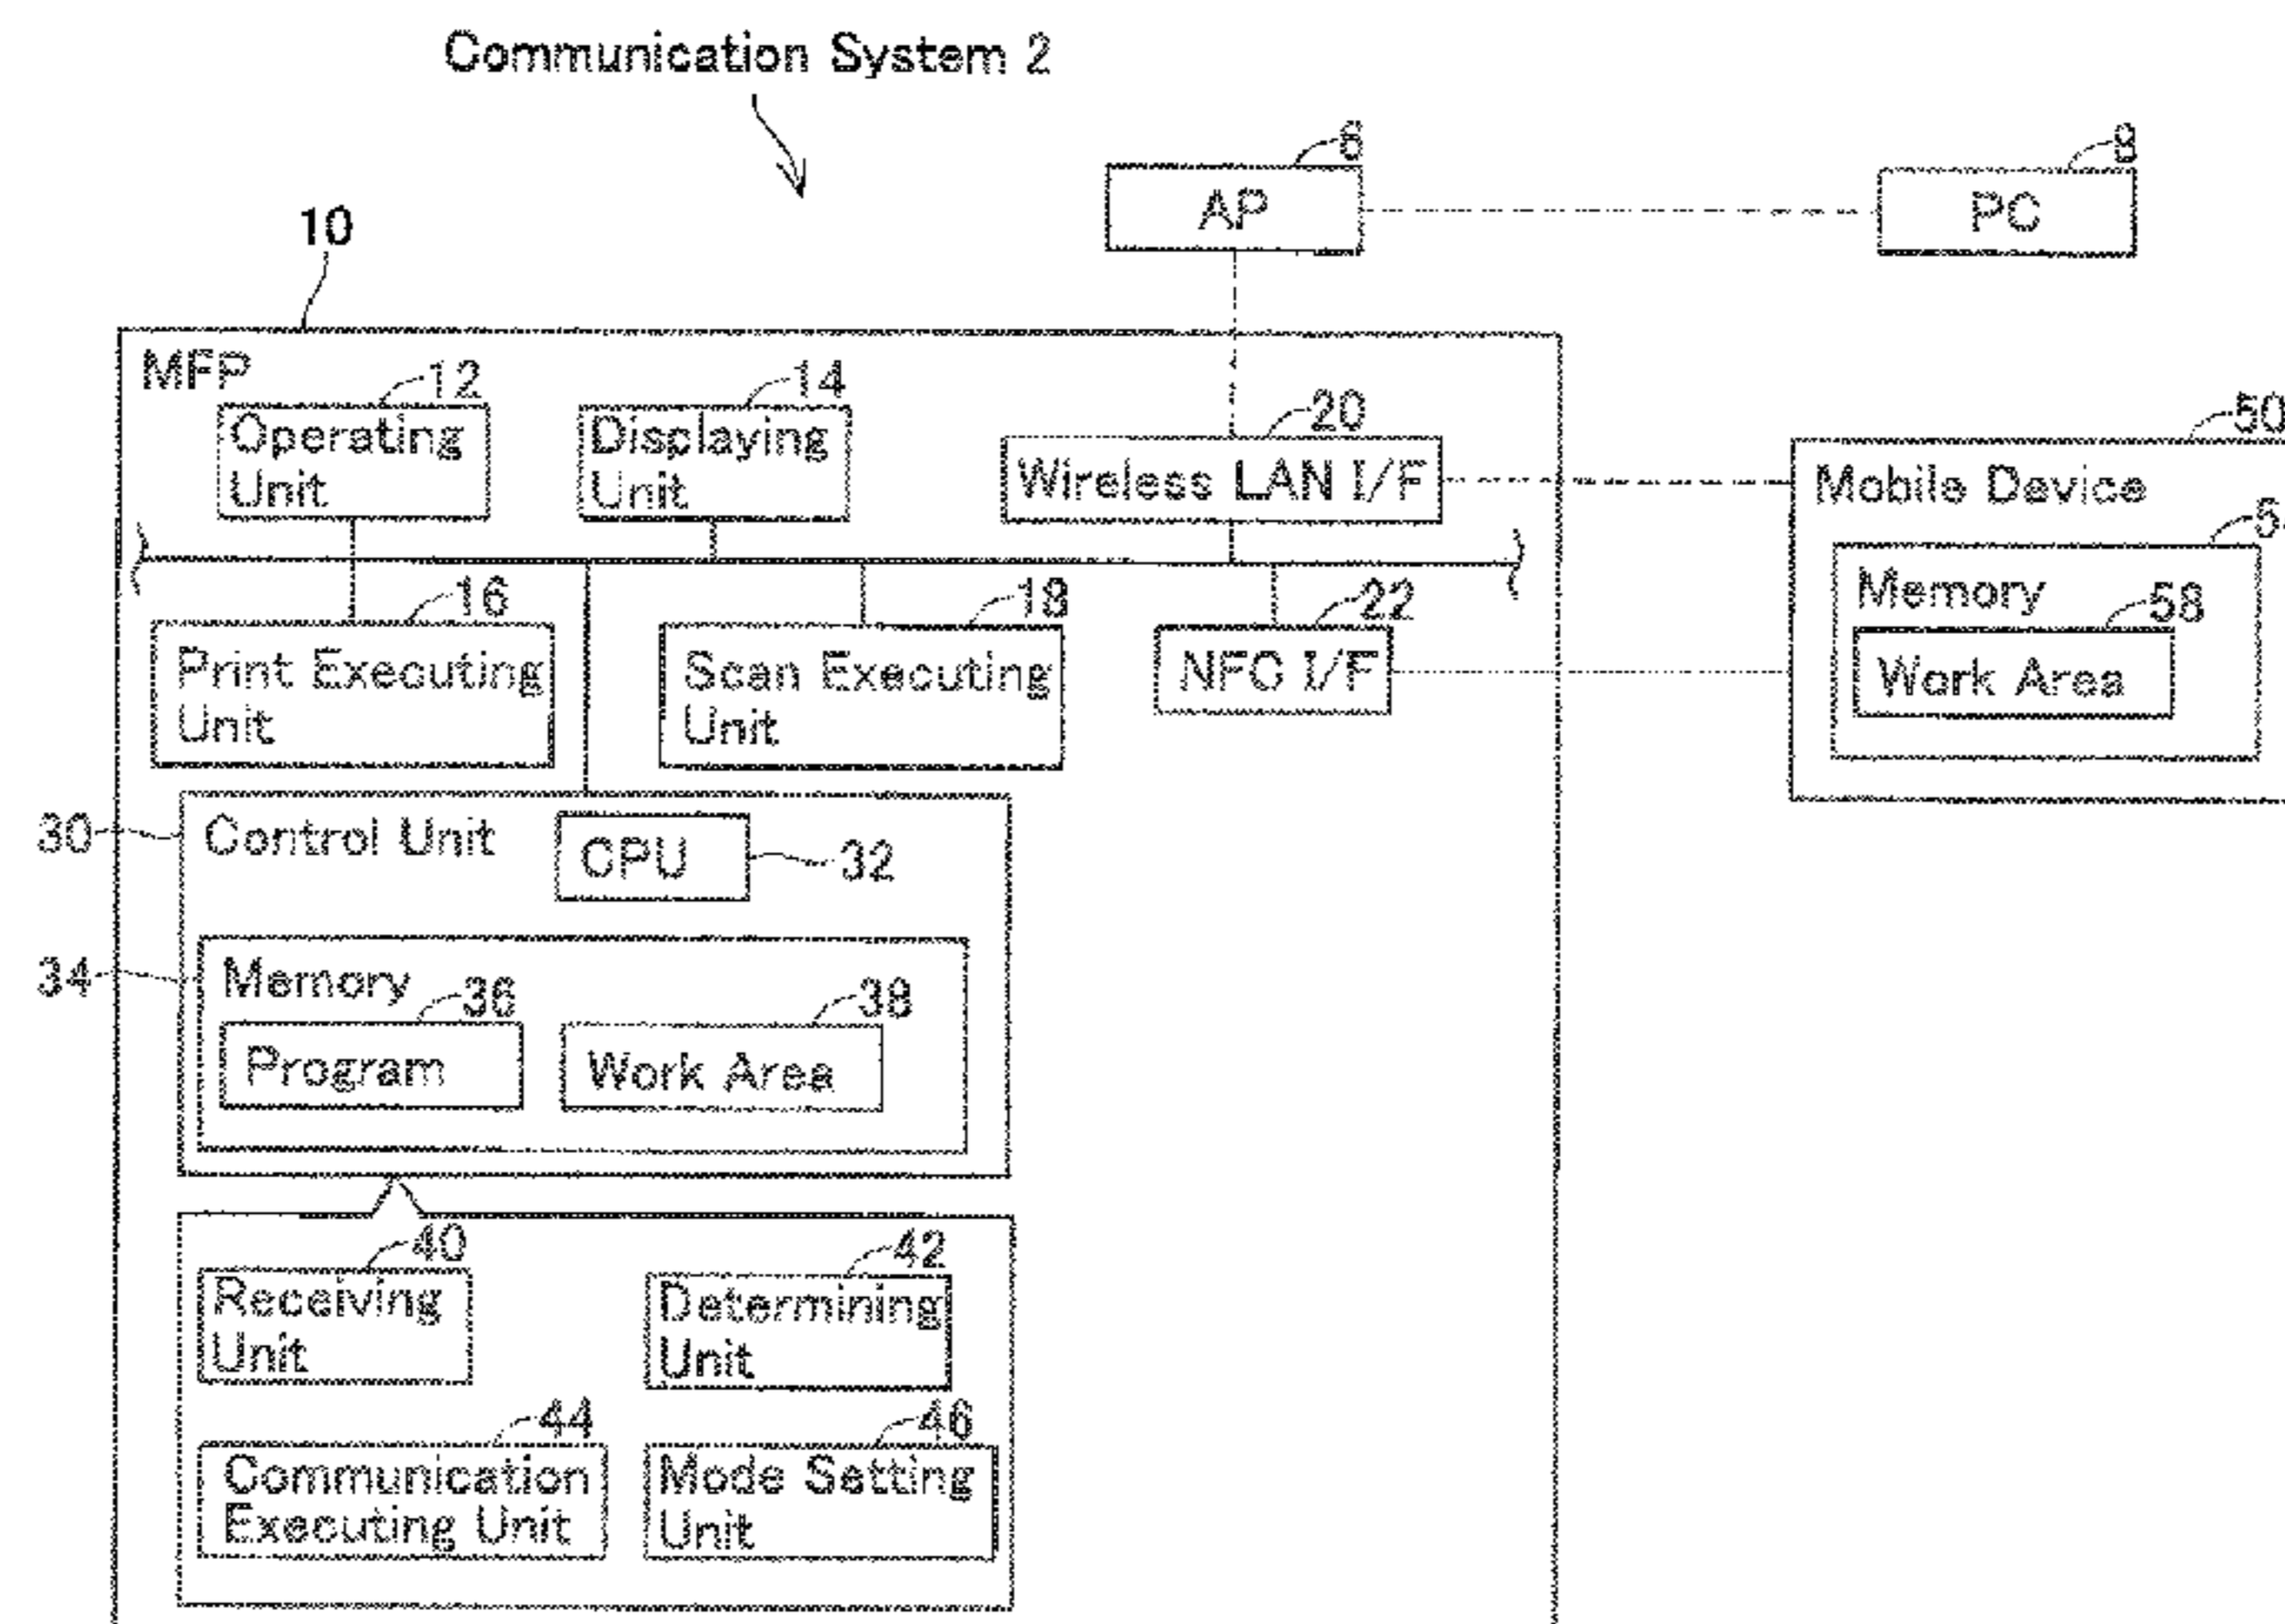 Communication System 2
6
AP
8
PC
10
MFP
12
Operating
Unit
14
Displaying
Unit
20
Wireless LAN I/F
50
Mobile Device
Memory
58
Work Area
16
Print Executing
Unit
18
Scan Executing
Unit
22
NFC I/F
30
Control Unit
CPU
32
34
Memory
36
Program
38
Work Area
40
Receiving
Unit
42
Determining
Unit
44
Communication
Executing Unit
46
Mode Setting
Unit